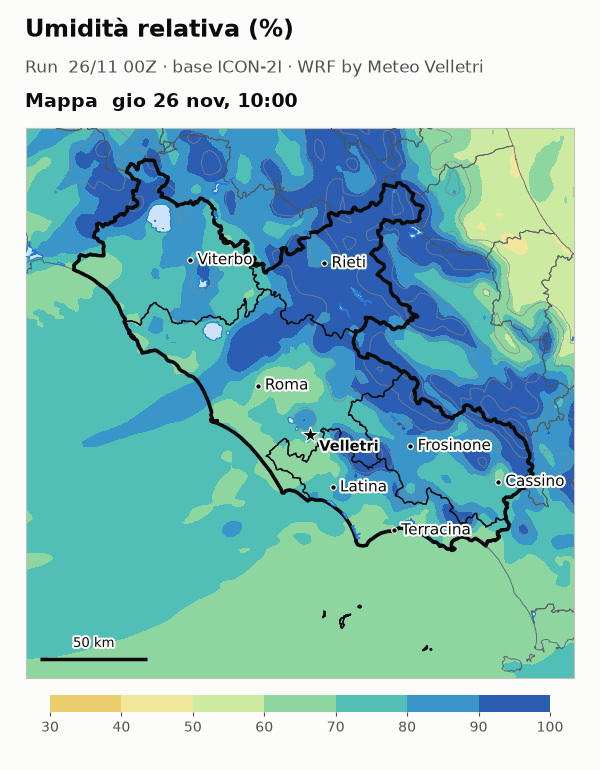 Umidità relativa (%)
Run  26/11 00Z · base ICON-2I · WRF by Meteo Velletri
Mappa  gio 26 nov, 10:00
Viterbo
Rieti
Roma
Velletri
Frosinone
Latina
Cassino
Terracina
50 km
30 40 50 60 70 80 90 100